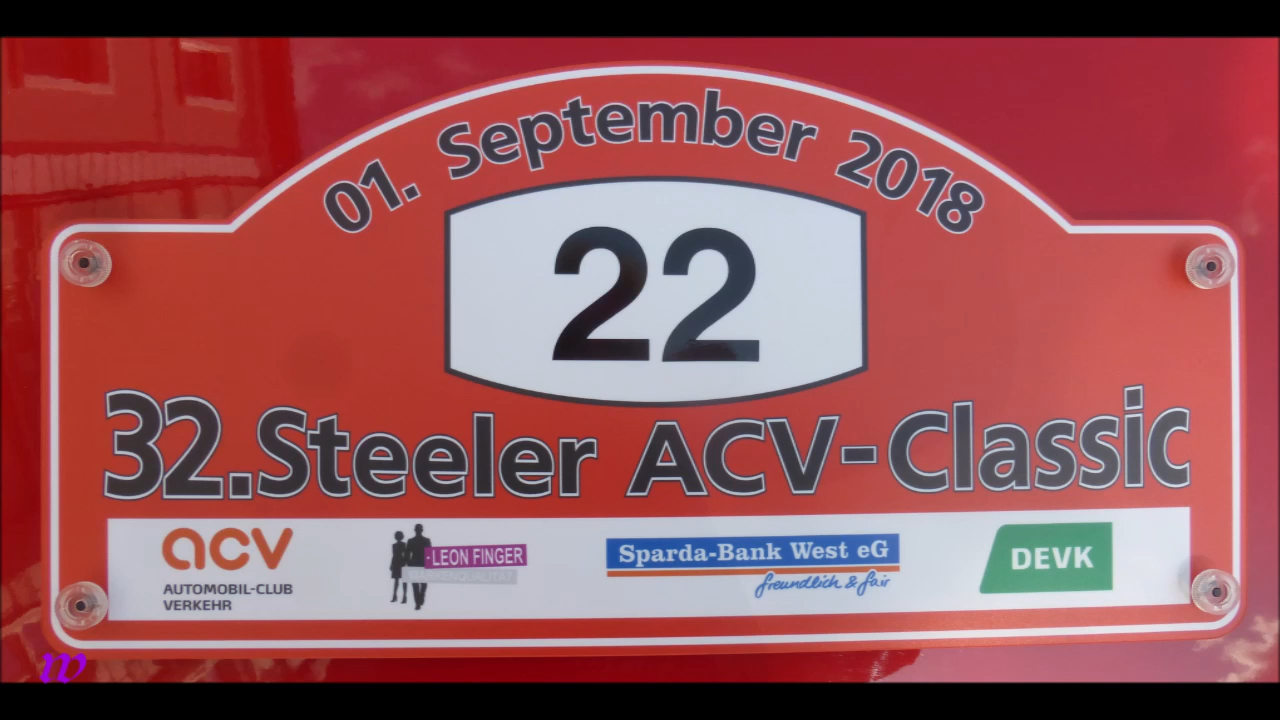 01. September 2018
22
32.Steeler ACV-Classic
acv
AUTOMOBIL-CLUB
VERKEHR
LEON FINGER
MARKENQUALITÄT
Sparda-Bank West eG
freundlich & fair
DEVK
w